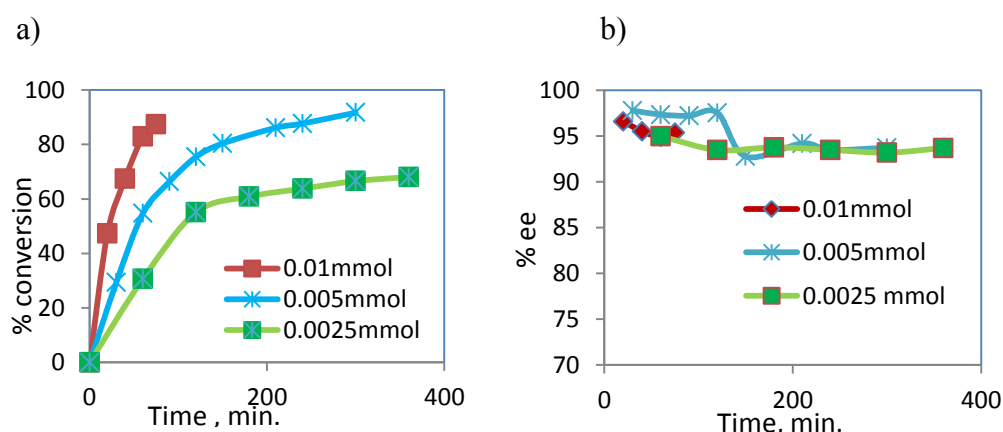 a)
% conversion
100
80
60
40
20
0
0.01mmol
0.005mmol
0.0025mmol
0
200
400
Time , min.
b)
% ee
100
95
90
85
80
75
70
0.01mmol
0.005mmol
0.0025 mmol
0
200
400
Time, min.